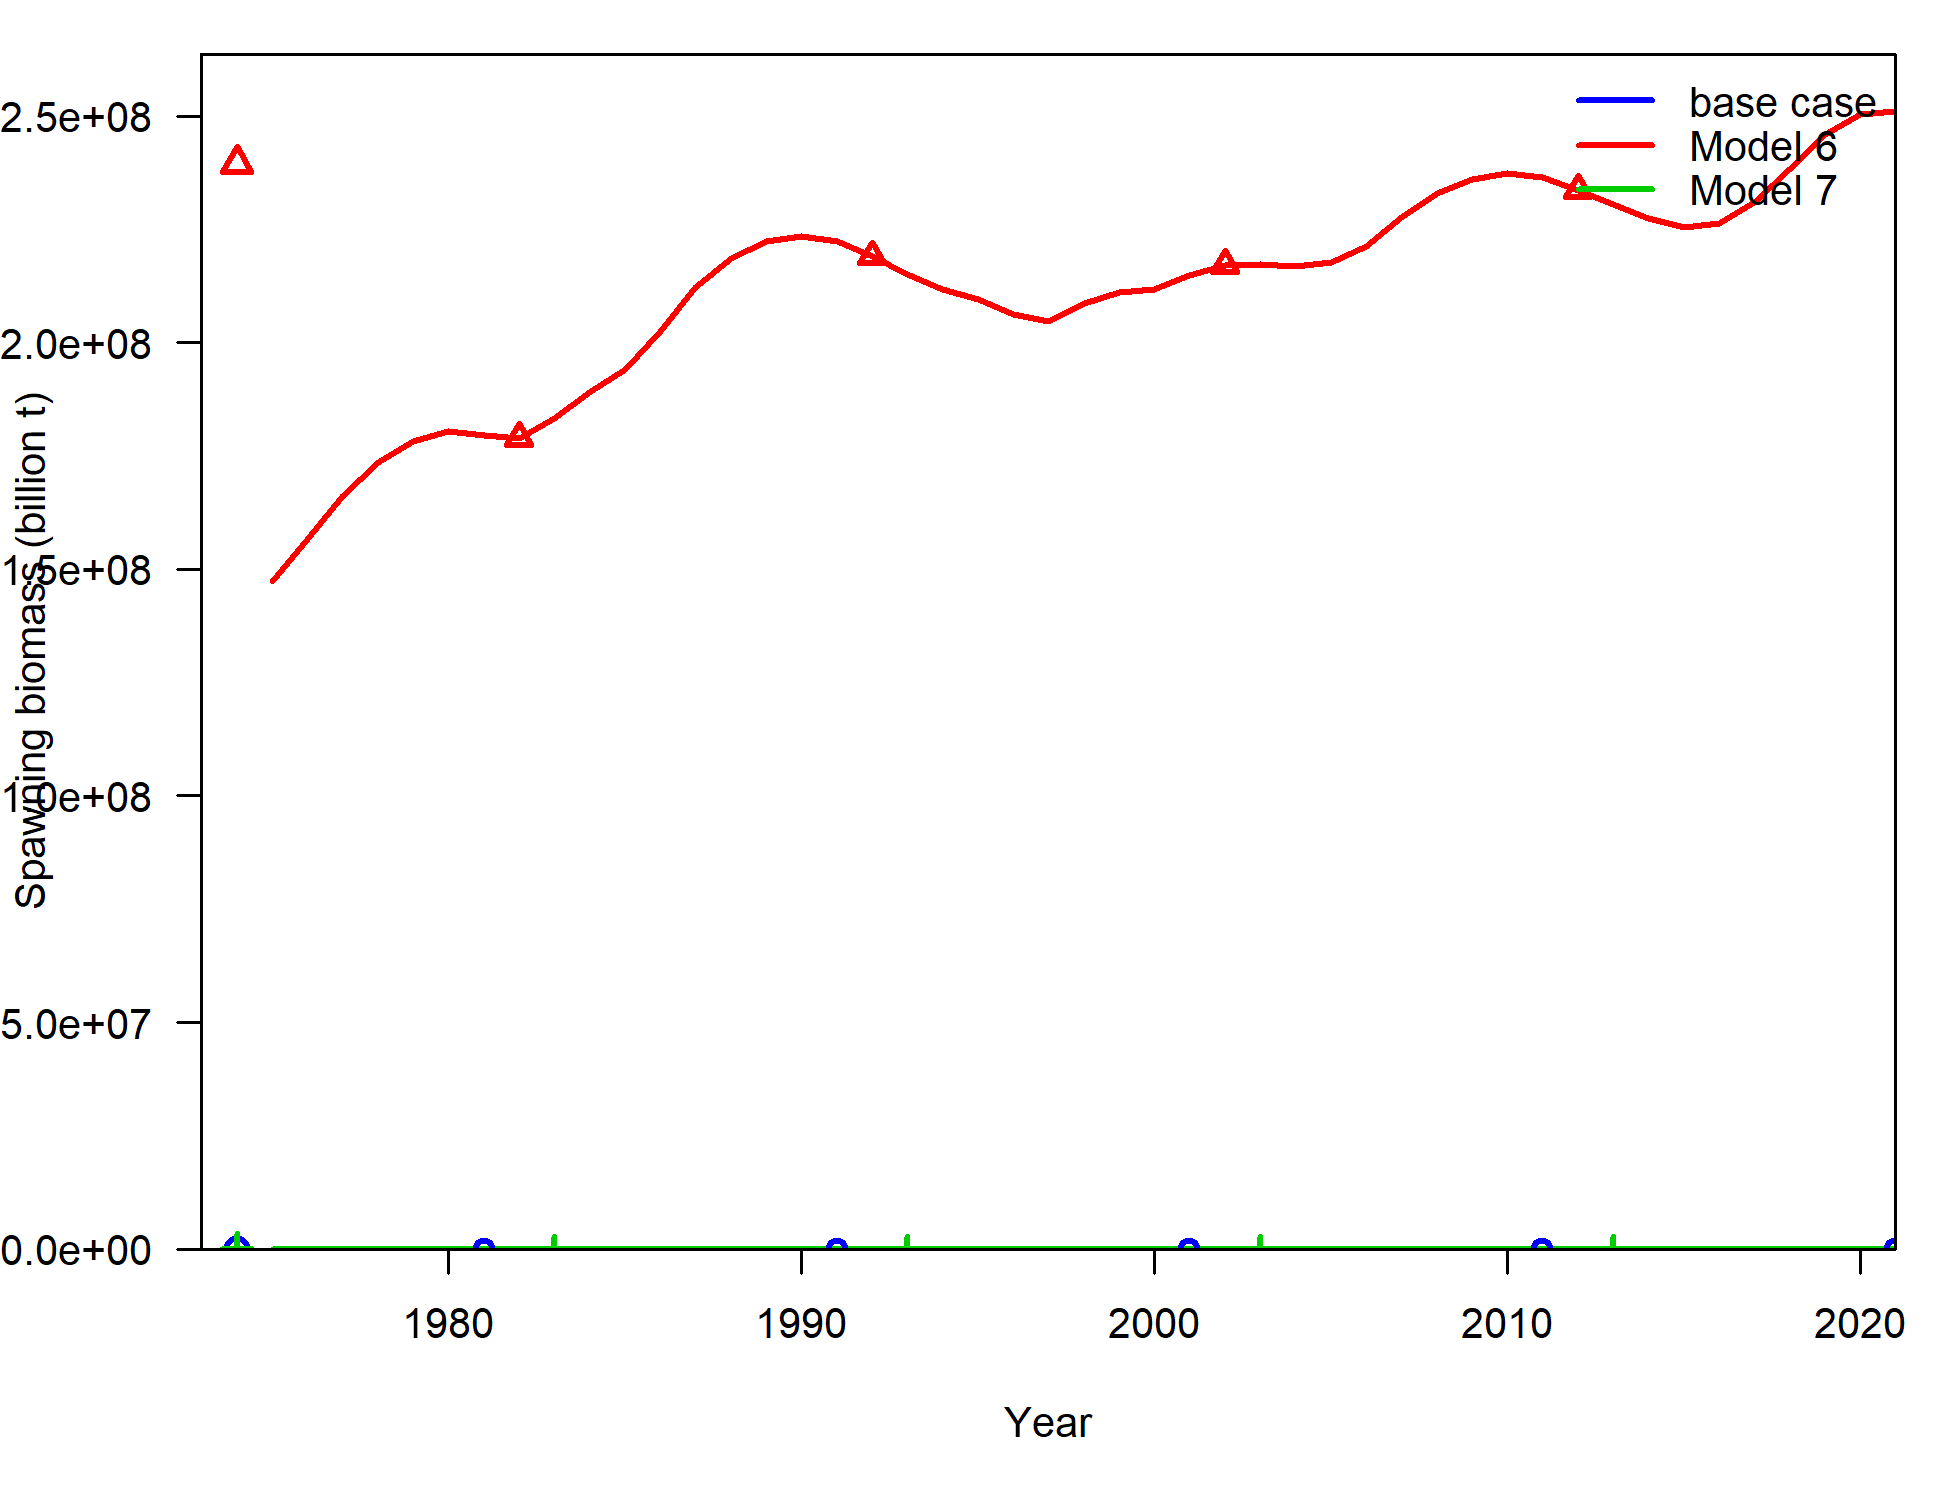 base case
Model 6
Model 7
2.5e+08
2.0e+08
1.5e+08
1.0e+08
5.0e+07
0.0e+00
Spawning biomass (billion t)
1980 1990 2000 2010 2020
Year